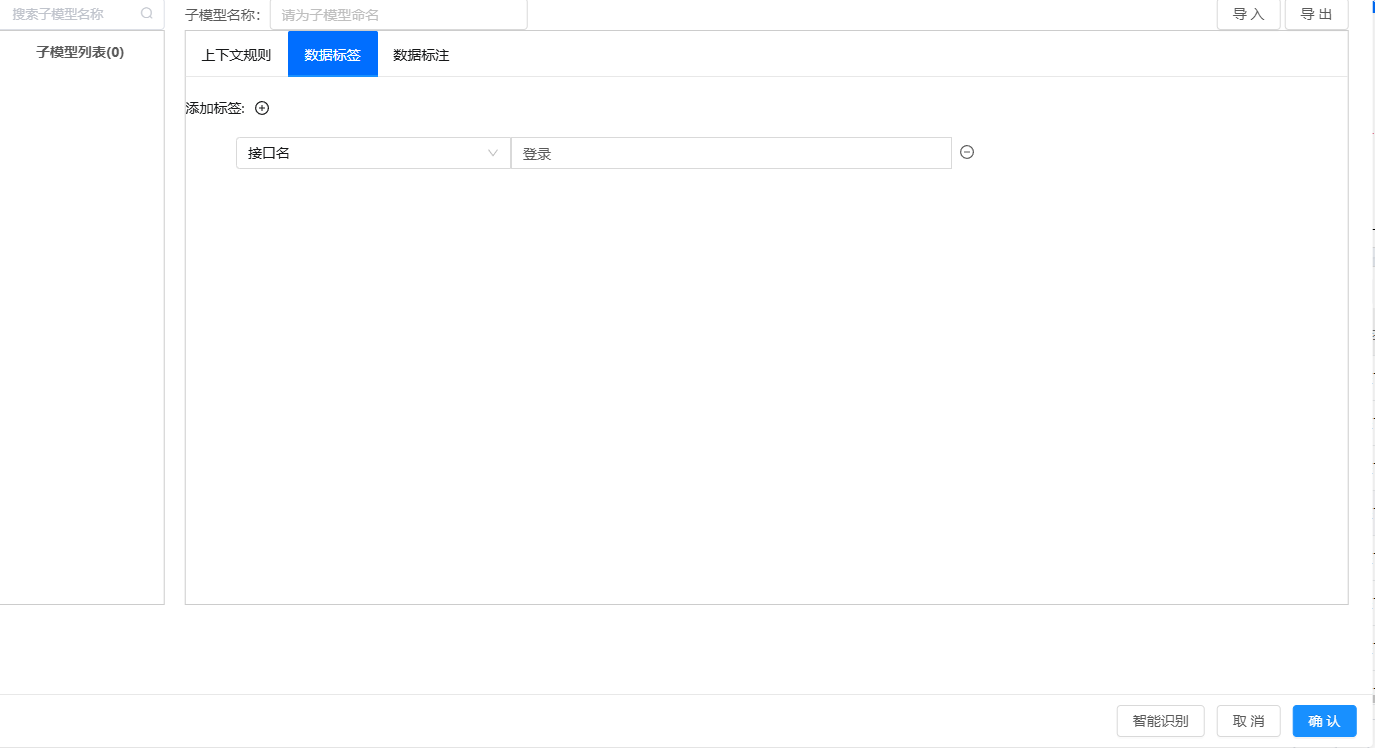 搜索子模型名称
子模型名称：
请为子模型命名
导 入
导 出
子模型列表(0)
上下文规则
数据标签
数据标注
添加标签:
接口名
登录
智能识别
取 消
确 认